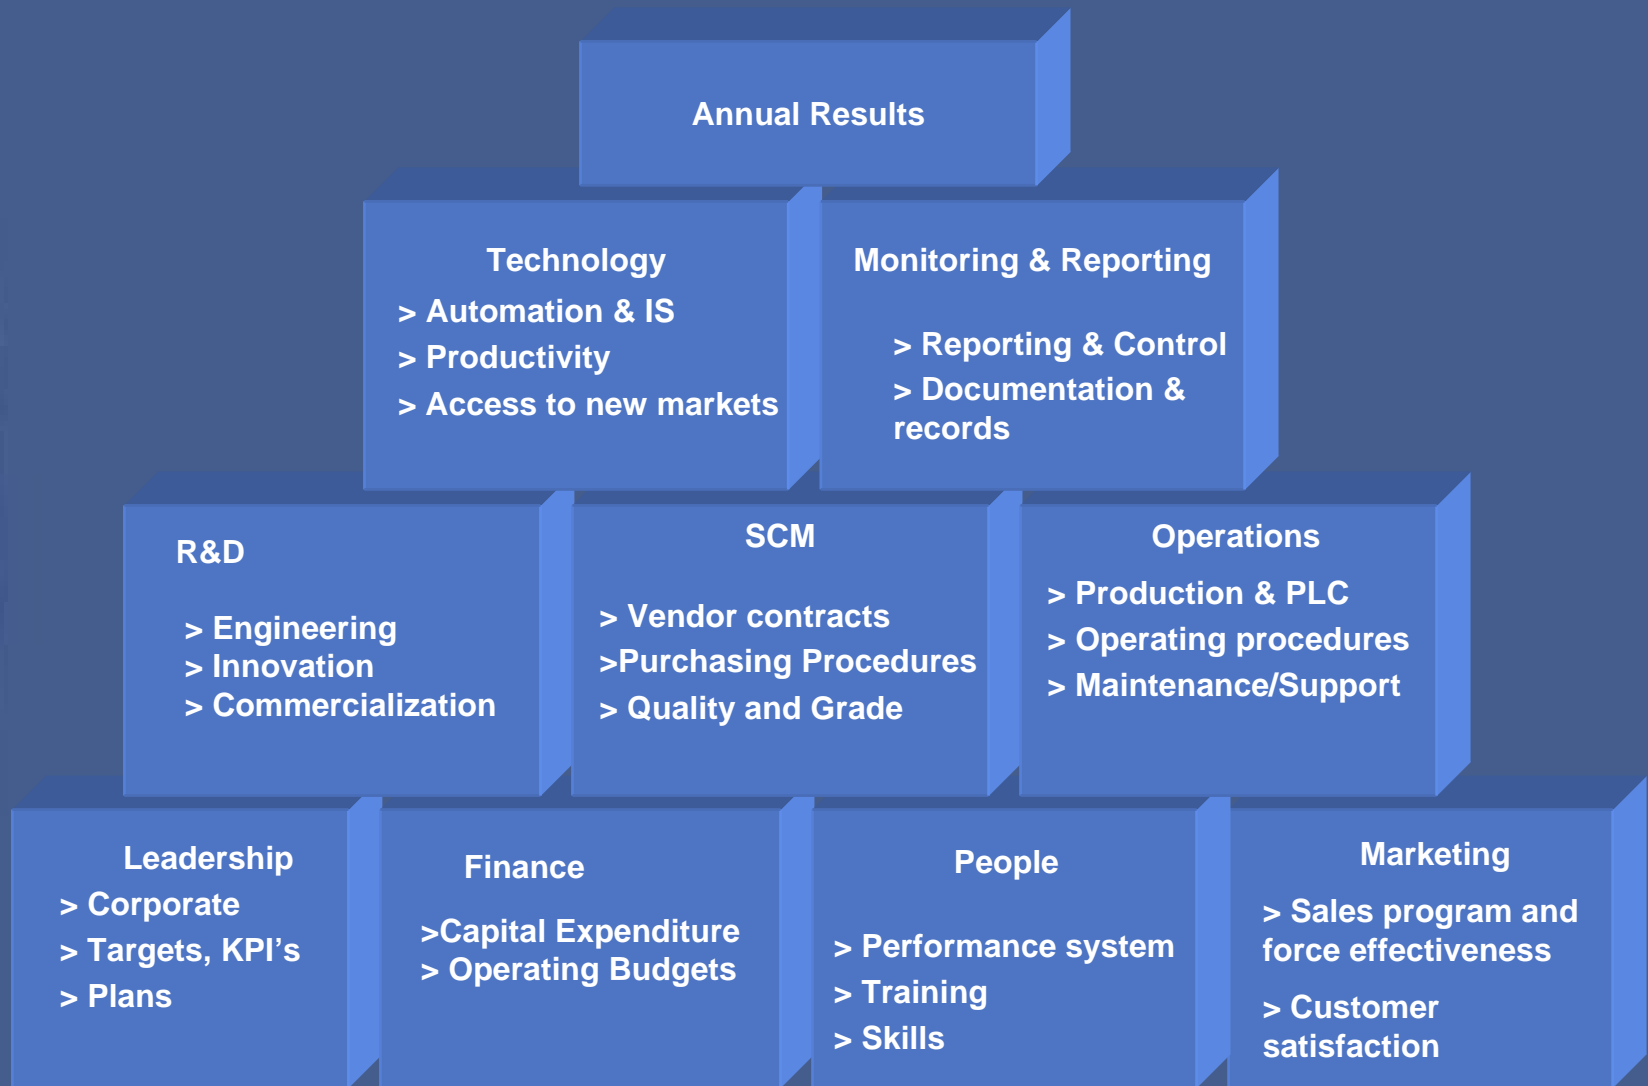 Annual Results
Technology
> Automation & IS
> Productivity
> Access to new markets
Monitoring & Reporting
> Reporting & Control
> Documentation &
records
R&D
> Engineering
> Innovation
> Commercialization
SCM
> Vendor contracts
>Purchasing Procedures
> Quality and Grade
Operations
> Production & PLC
> Operating procedures
> Maintenance/Support
Leadership
> Corporate
> Targets, KPI’s
> Plans
Finance
>Capital Expenditure
> Operating Budgets
People
> Performance system
> Training
> Skills
Marketing
> Sales program and
force effectiveness
> Customer
satisfaction